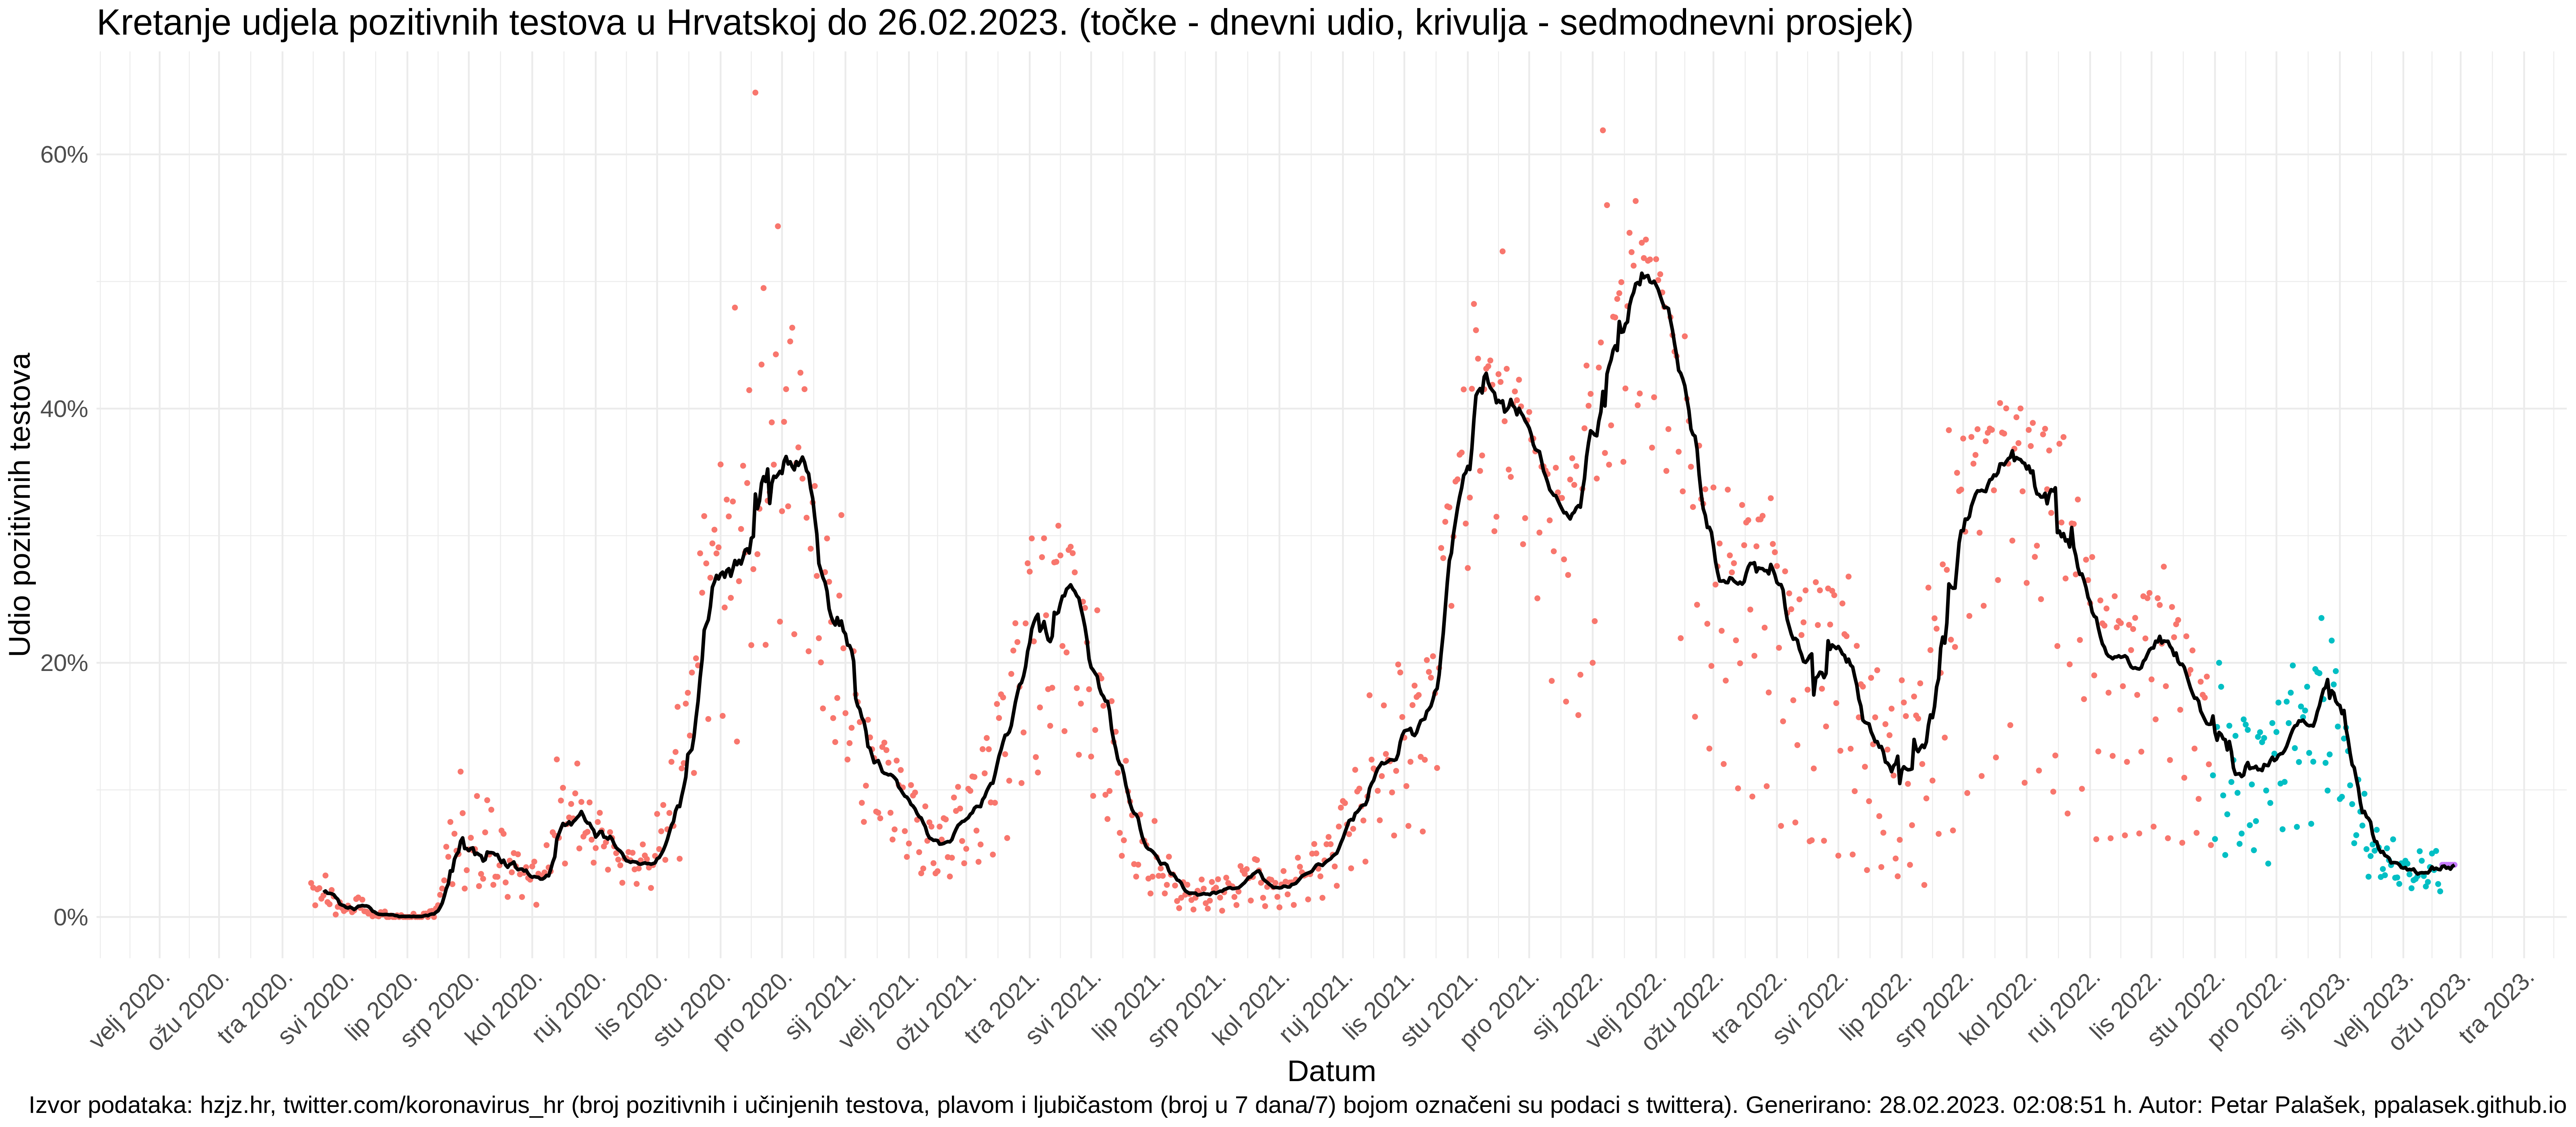 Kretanje udjela pozitivnih testova u Hrvatskoj do 26.02.2023. (točke - dnevni udio, krivulja - sedmodnevni prosjek)
Udio pozitivnih testova
60%
40%
20%
0%
velj 2020.
ožu 2020.
tra 2020.
svi 2020.
lip 2020.
srp 2020.
kol 2020.
ruj 2020.
lis 2020.
stu 2020.
pro 2020.
sij 2021.
velj 2021.
ožu 2021.
tra 2021.
svi 2021.
lip 2021.
srp 2021.
kol 2021.
ruj 2021.
lis 2021.
stu 2021.
pro 2021.
sij 2022.
velj 2022.
ožu 2022.
tra 2022.
svi 2022.
lip 2022.
srp 2022.
kol 2022.
ruj 2022.
lis 2022.
stu 2022.
pro 2022.
sij 2023.
velj 2023.
ožu 2023.
tra 2023.
Datum
Izvor podataka: hzjz.hr, twitter.com/koronavirus_hr (broj pozitivnih i učinjenih testova, plavom i ljubičastom (broj u 7 dana/7) bojom označeni su podaci s twittera). Generirano: 28.02.2023. 02:08:51 h. Autor: Petar Palašek, ppalasek.github.io